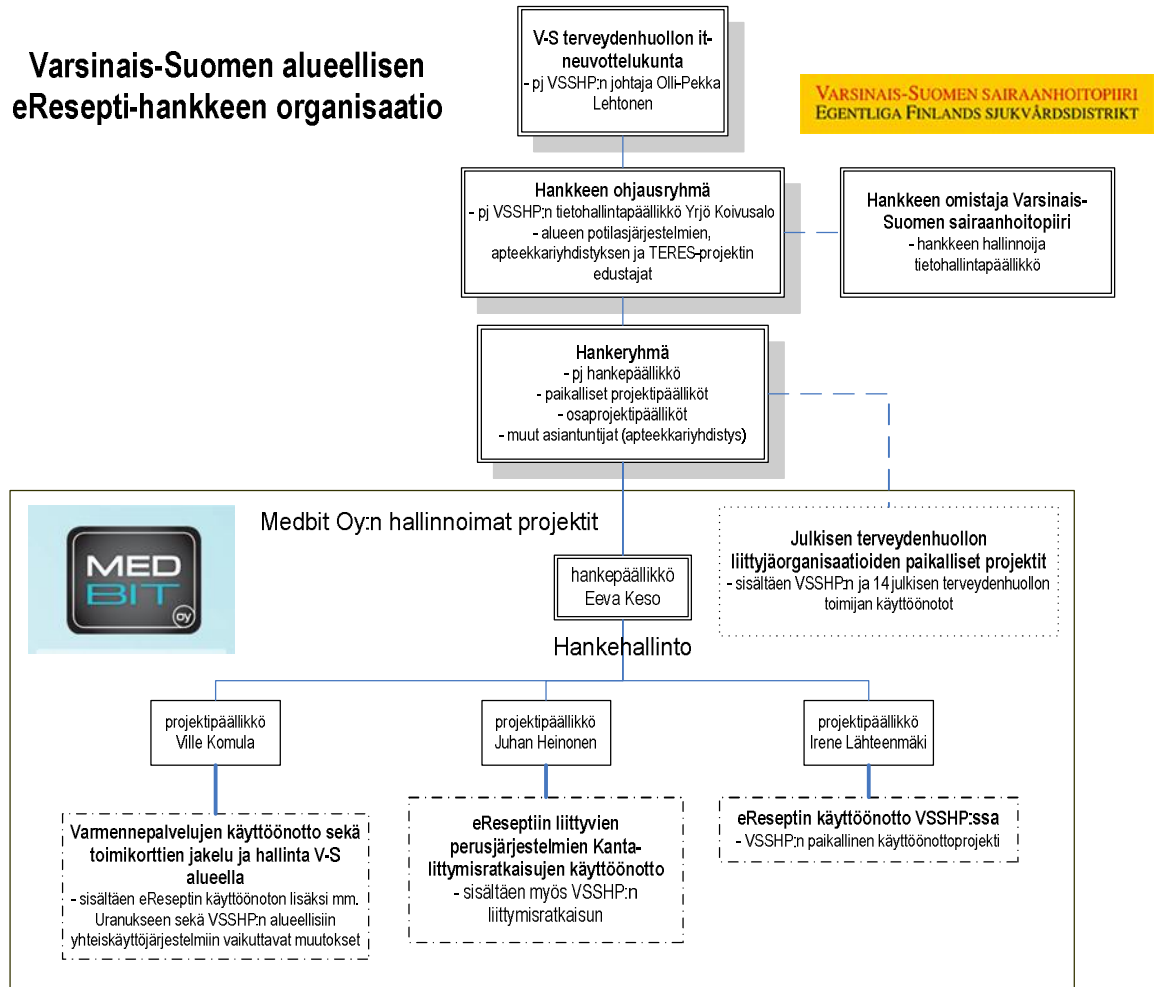 Varsinais-Suomen alueellisen
eResepti-hankkeen organisaatio
V-S terveydenhuollon it-
neuvottelukunta
- pj VSSHP:n johtaja Olli-Pekka
Lehtonen
VARSINAIS-SUOMEN SAIRAANHOITOPIIRI
EGENTLIGA FINLANDS SJUKVÅRDSDISTRIKT
Hankkeen ohjausryhmä
- pj VSSHP:n tietohallintapäällikkö Yrjö Koivusalo
- alueen potilasjärjestelmien,
apteekkariyhdistyksen ja TERES-projektin
edustajat
Hankkeen omistaja Varsinais-
Suomen sairaanhoitopiiri
- hankkeen hallinnoija
tietohallintapäällikkö
Hankeryhmä
- pj hankepäällikkö
- paikalliset projektipäälliköt
- osaprojektipäälliköt
- muut asiantuntijat (apteekkariyhdistys)
MED
BIT
oy
Medbit Oy:n hallinnoimat projektit
hankepäällikkö
Eeva Keso
Hankehallinto
Julkisen terveydenhuollon
liittyjäorganisaatioiden paikalliset projektit
- sisältäen VSSHP:n ja 14 julkisen terveydenhuollon
toimijan käyttöönotot
projektipäällikkö
Ville Komula
projektipäällikkö
Juhan Heinonen
projektipäällikkö
Irene Lähteenmäki
Varmennepalvelujen käyttöönotto sekä
toimikorttien jakelu ja hallinta V-S
alueella
- sisältäen eReseptin käyttöönoton lisäksi mm.
Uranukseen sekä VSSHP:n alueellisiin
yhteiskäyttöjärjestelmiin vaikuttavat muutokset
eReseptiin liittyvien
perusjärjestelmien Kanta-
liittymisratkaisujen käyttöönotto
- sisältäen myös VSSHP:n
liittymisratkaisun
eReseptin käyttöönotto VSSHP:ssa
- VSSHP:n paikallinen käyttöönottoprojekti